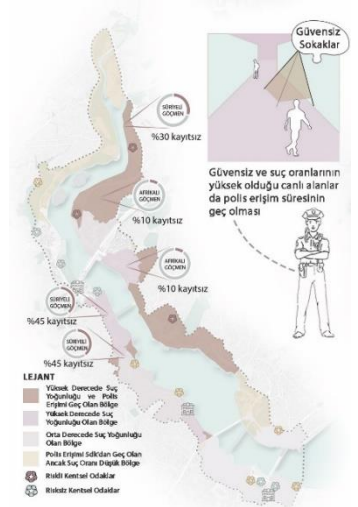 Güvensiz
Sokaklar
Güvensiz ve suç oranlarının
yüksek olduğu canlı alanlar
da polis erişim süresinin
geç olması
SURİYELİ
GÖÇMEN
%30 kayıtsız
AFRİKALI
GÖÇMEN
%10 kayıtsız
AFRİKALI
GÖÇMEN
%10 kayıtsız
SURİYELİ
GÖÇMEN
%45 kayıtsız
SURİYELİ
GÖÇMEN
%45 kayıtsız
LEJANT
Yüksek Derecede Suç
Yoğunluğu ve Polis
Erişimi Geç Olan Bölge
Yüksek Derecede Suç
Yoğunluğu Olan Bölge
Orta Derecede Suç Yoğunluğu
Olan Bölge
Polis Erişimi 5dk'dan Geç Olan
Ancak Suç Oranı Düşük Bölge
Riskli Kentsel Odaklar
Risksiz Kentsel Odaklar